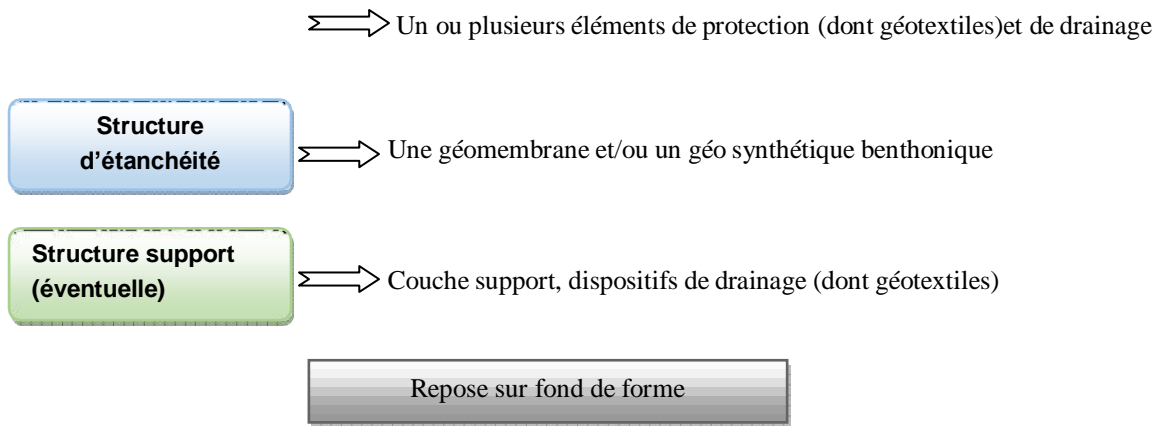 Un ou plusieurs éléments de protection (dont géotextiles)et de drainage
Structure
d’étanchéité
Une géomembrane et/ou un géo synthétique benthonique
Structure support
(éventuelle)
Couche support, dispositifs de drainage (dont géotextiles)
Repose sur fond de forme